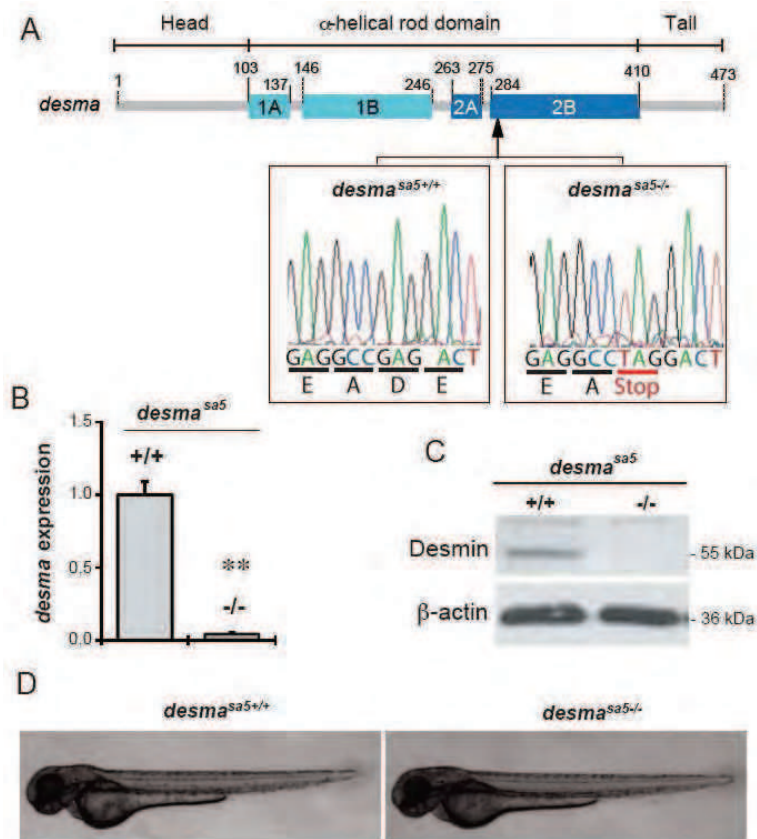 A
Head α-helical rod domain Tail
1 103 137 146 246 263 275 284 410 473
desma 1A 1B 2A 2B
desma sa5+/+ desma sa5-/-
GAGGCCGAG ACT GAGGCCTAGGACT
E A D E E A Stop
B
desma sa5
1.5
+/+
1.0
desma expression
0.5
**
-/-
0.0
C
desma sa5
+/+ -/-
Desmin - 55 kDa
β-actin - 36 kDa
D
desma sa5+/+ desma sa5-/-